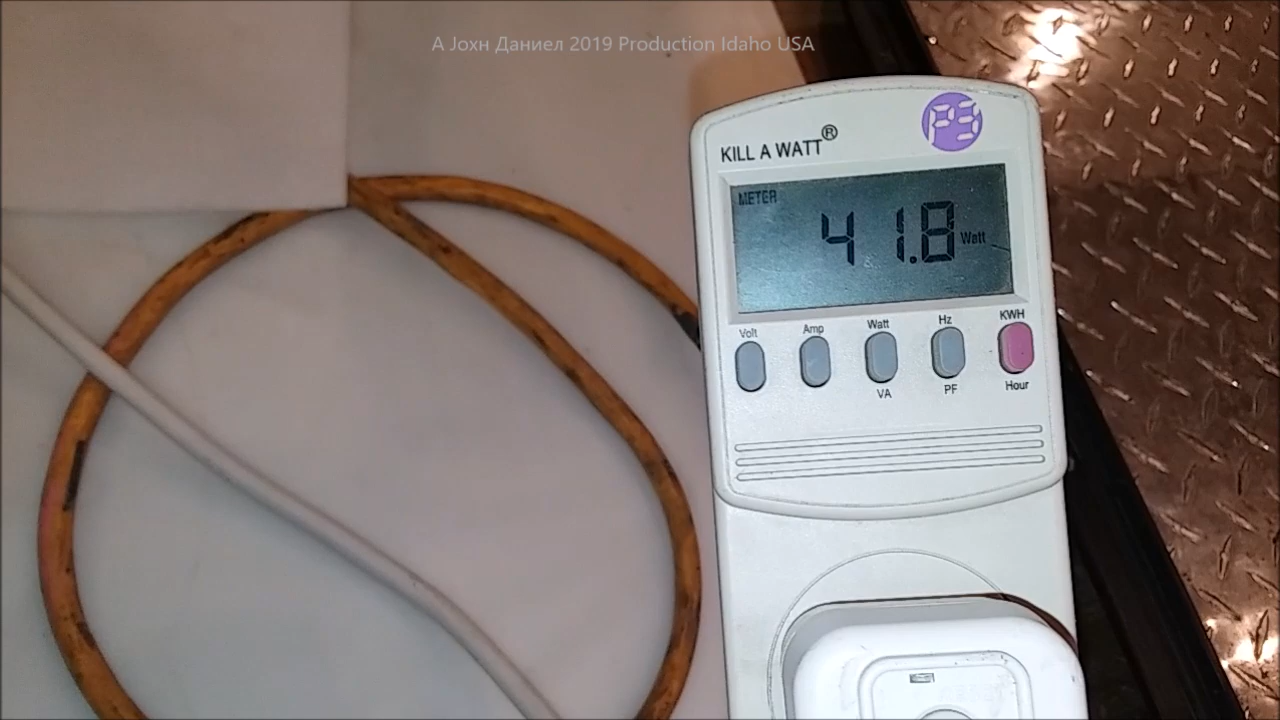 А Јохн Даниел 2019 Production Idaho USA
P3
KILL A WATT®
METER
41.8 Watt
Volt Amp Watt Hz KWH
VA PF Hour